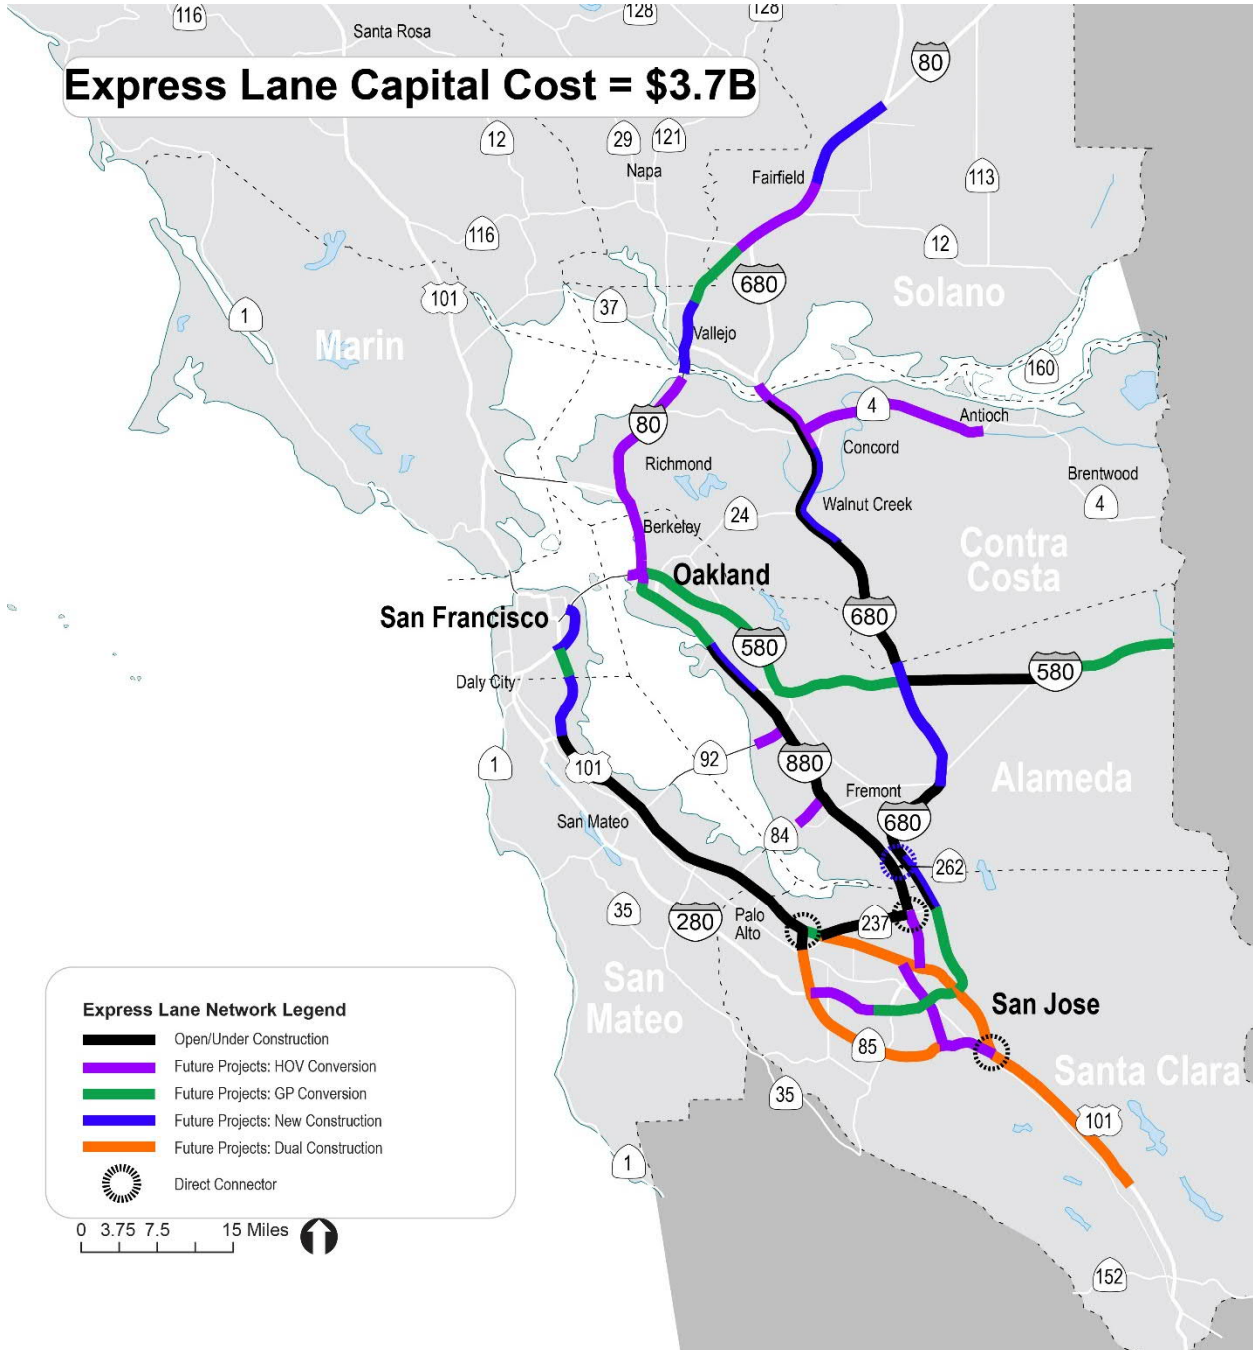 116
128
128
Santa Rosa
80
Express Lane Capital Cost = $3.7B
12
29
121
Napa
Fairfield
113
116
12
680
Solano
101
37
1
Marin
Vallejo
160
4
Antioch
80
Concord
Richmond
Brentwood
Walnut Creek
4
24
Berkeley
Contra
Costa
Oakland
San Francisco
680
580
580
Daly City
101
92
880
1
Alameda
Fremont
San Mateo
680
84
262
35
280
Palo
Alto
237
San
Mateo
San Jose
85
Santa Clara
35
101
1
152
Express Lane Network Legend
Open/Under Construction
Future Projects: HOV Conversion
Future Projects: GP Conversion
Future Projects: New Construction
Future Projects: Dual Construction
Direct Connector
0 3.75 7.5 15 Miles